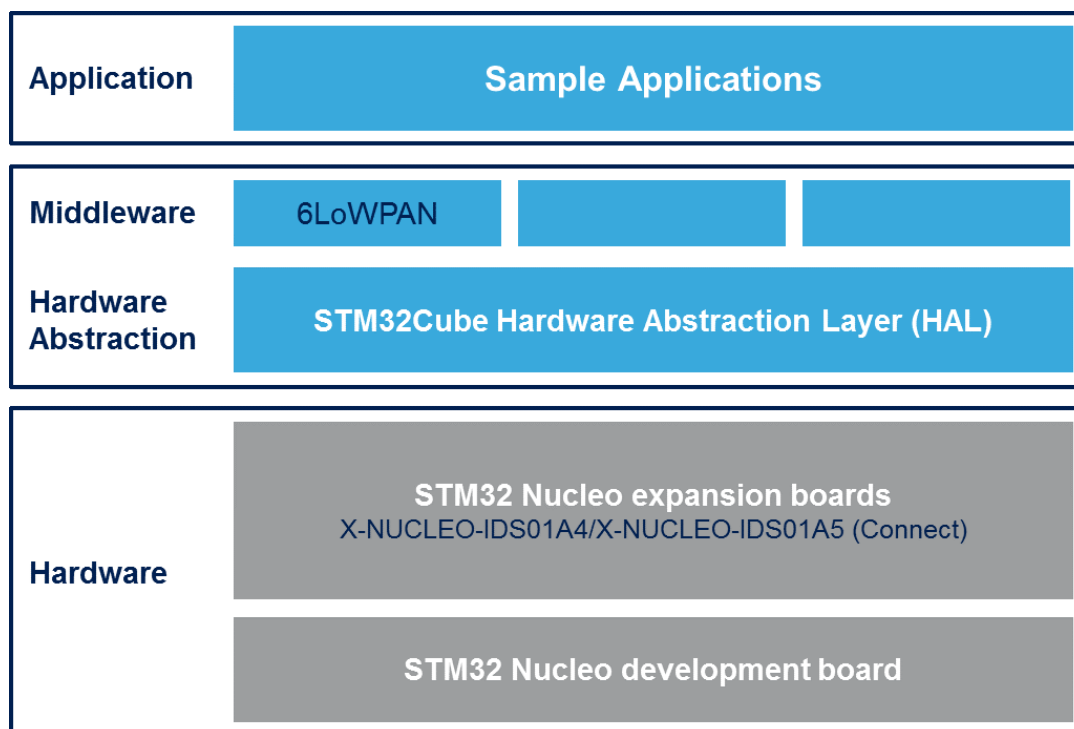 Application
Sample Applications
Middleware
6LoWPAN
Hardware
Abstraction
STM32Cube Hardware Abstraction Layer (HAL)
Hardware
STM32 Nucleo expansion boards
X-NUCLEO-IDS01A4/X-NUCLEO-IDS01A5 (Connect)
STM32 Nucleo development board